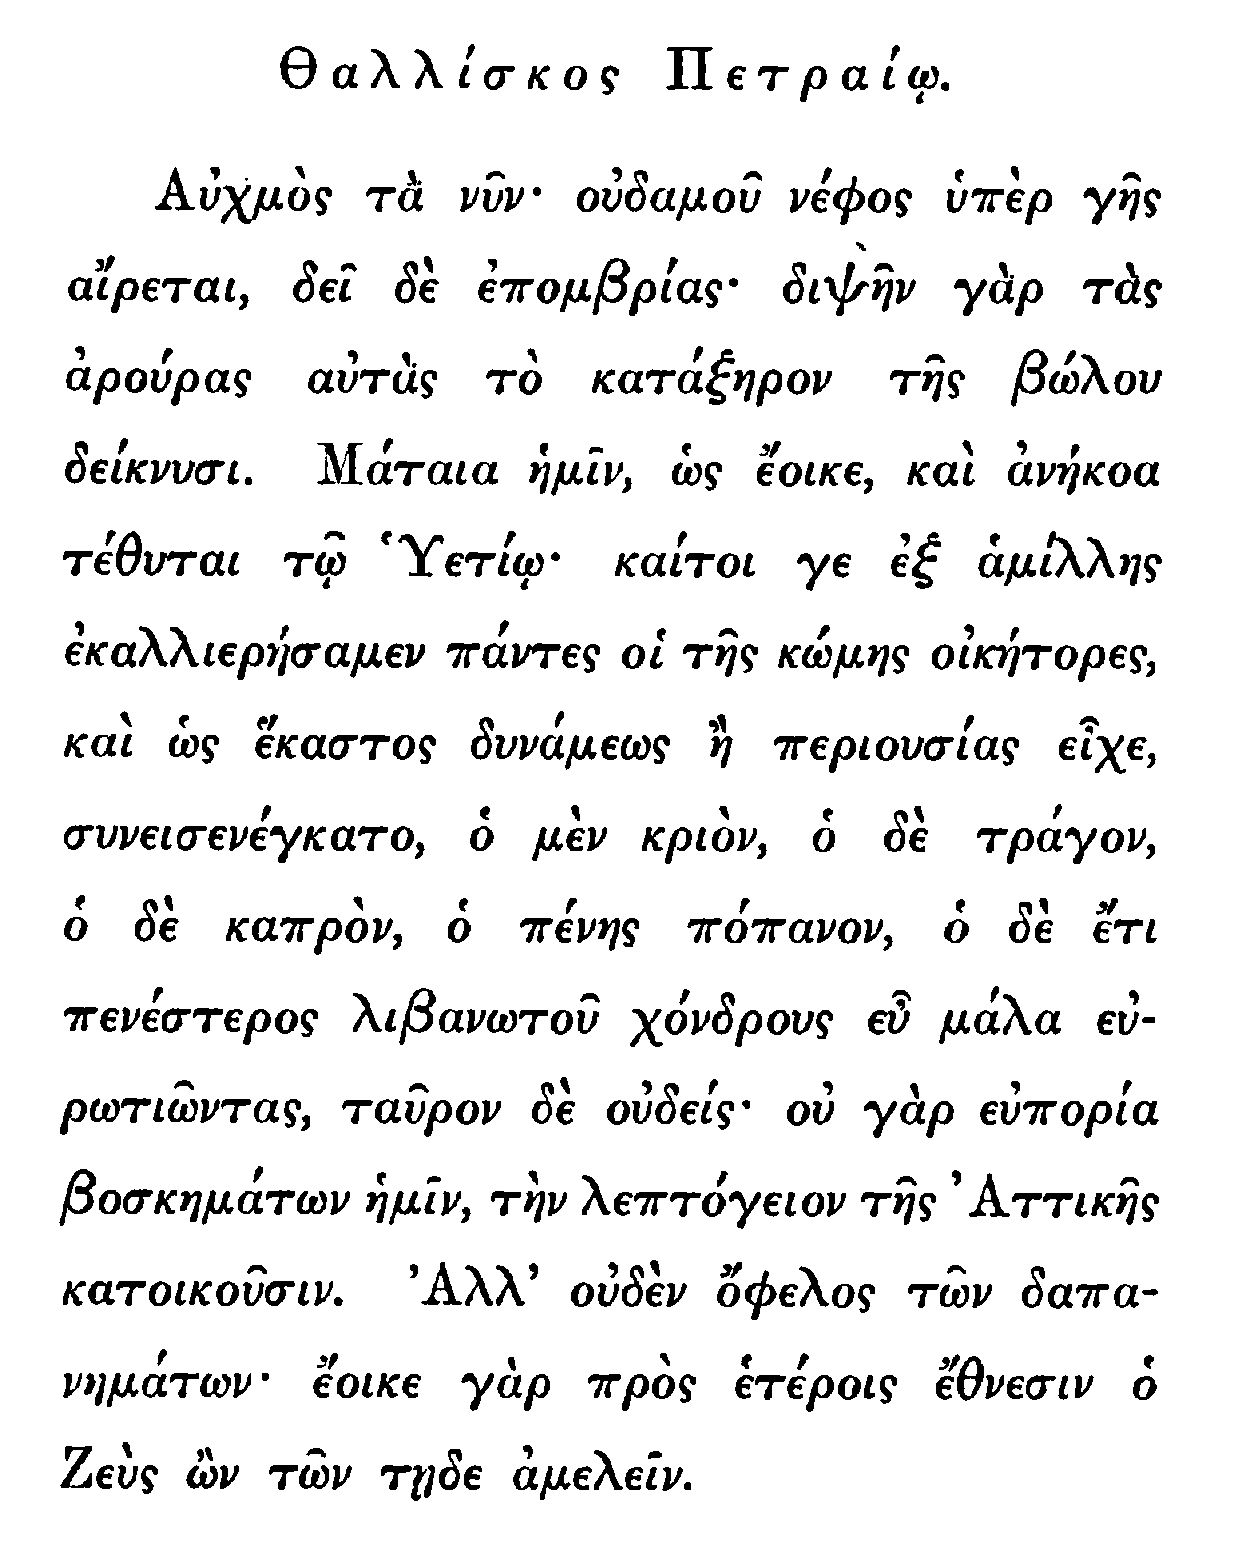 Θαλλίσκος Πετραίῳ.
Αὐχμὸς τὰ νῦν· οὐδαμοῦ νέφος ὑπὲρ γῆς
αἴρεται, δεῖ δὲ ἐπομβρίας· διψῆν γὰρ τὰς
ἀρούρας αὐτὰς τὸ κατάξηρον τῆς βώλου
δείκνυσι. Μάταια ἡμῖν, ὡς ἔοικε, καὶ ἀνήκοα
τέθυται τῷ Ὑετίῳ· καίτοι γε ἐξ ἁμίλλης
ἐκαλλιερήσαμεν πάντες οἱ τῆς κώμης οἰκήτορες,
καὶ ὡς ἕκαστος δυνάμεως ἢ περιουσίας εἶχε,
συνεισενέγκατο, ὁ μὲν κριὸν, ὁ δὲ τράγον,
ὁ δὲ καπρὸν, ὁ πένης πόπανον, ὁ δὲ ἔτι
πενέστερος λιβανωτοῦ χόνδρους εὖ μάλα εὐ-
ρωτιῶντας, ταῦρον δὲ οὐδείς· οὐ γὰρ εὐπορία
βοσκημάτων ἡμῖν, τὴν λεπτόγειον τῆς Ἀττικῆς
κατοικοῦσιν. Ἀλλ’ οὐδὲν ὄφελος τῶν δαπα-
νημάτων· ἔοικε γὰρ πρὸς ἑτέροις ἔθνεσιν ὁ
Ζεὺς ὢν τῶν τῃδε ἀμελεῖν.